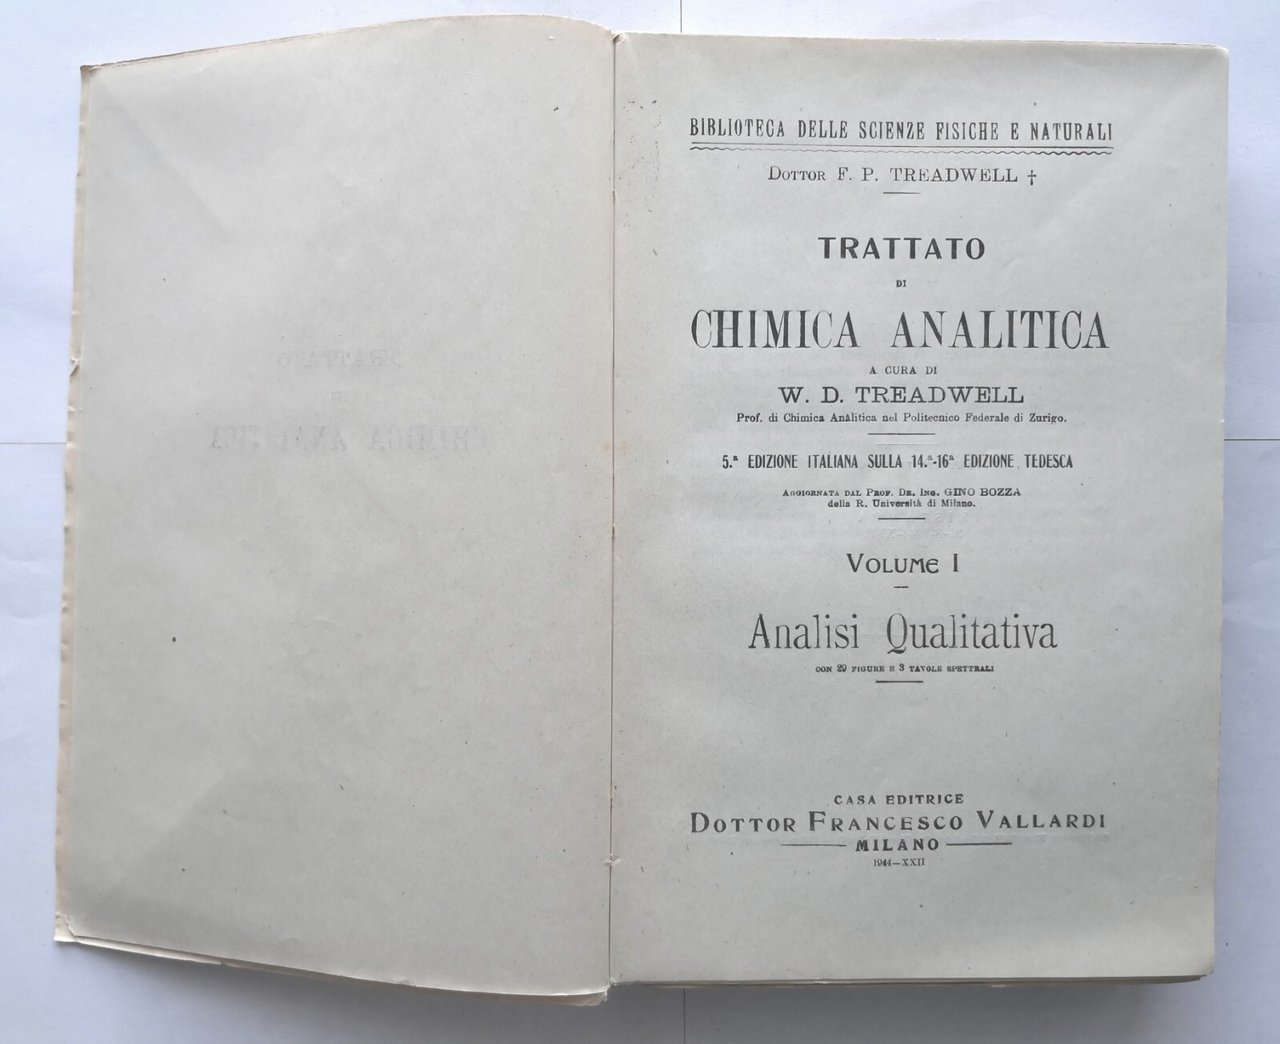 BIBLIOTECA DELLE SCIENZE FISICHE E NATURALI
DOTTOR F. P. TREADWELL †
TRATTATO
DI
CHIMICA ANALITICA
A CURA DI
W. D. TREADWELL
Prof. di Chimica Analitica nel Politecnico Federale di Zurigo.
5.ª EDIZIONE ITALIANA SULLA 14.ª-16ª EDIZIONE TEDESCA
AGGIORNATA DAL PROF. DR. ING. GINO BOZZA
della R. Università di Milano.
VOLUME I
Analisi Qualitativa
CON 29 FIGURE E 3 TAVOLE SPETTRALI
CASA EDITRICE
DOTTOR FRANCESCO VALLARDI
MILANO
1944-XXII